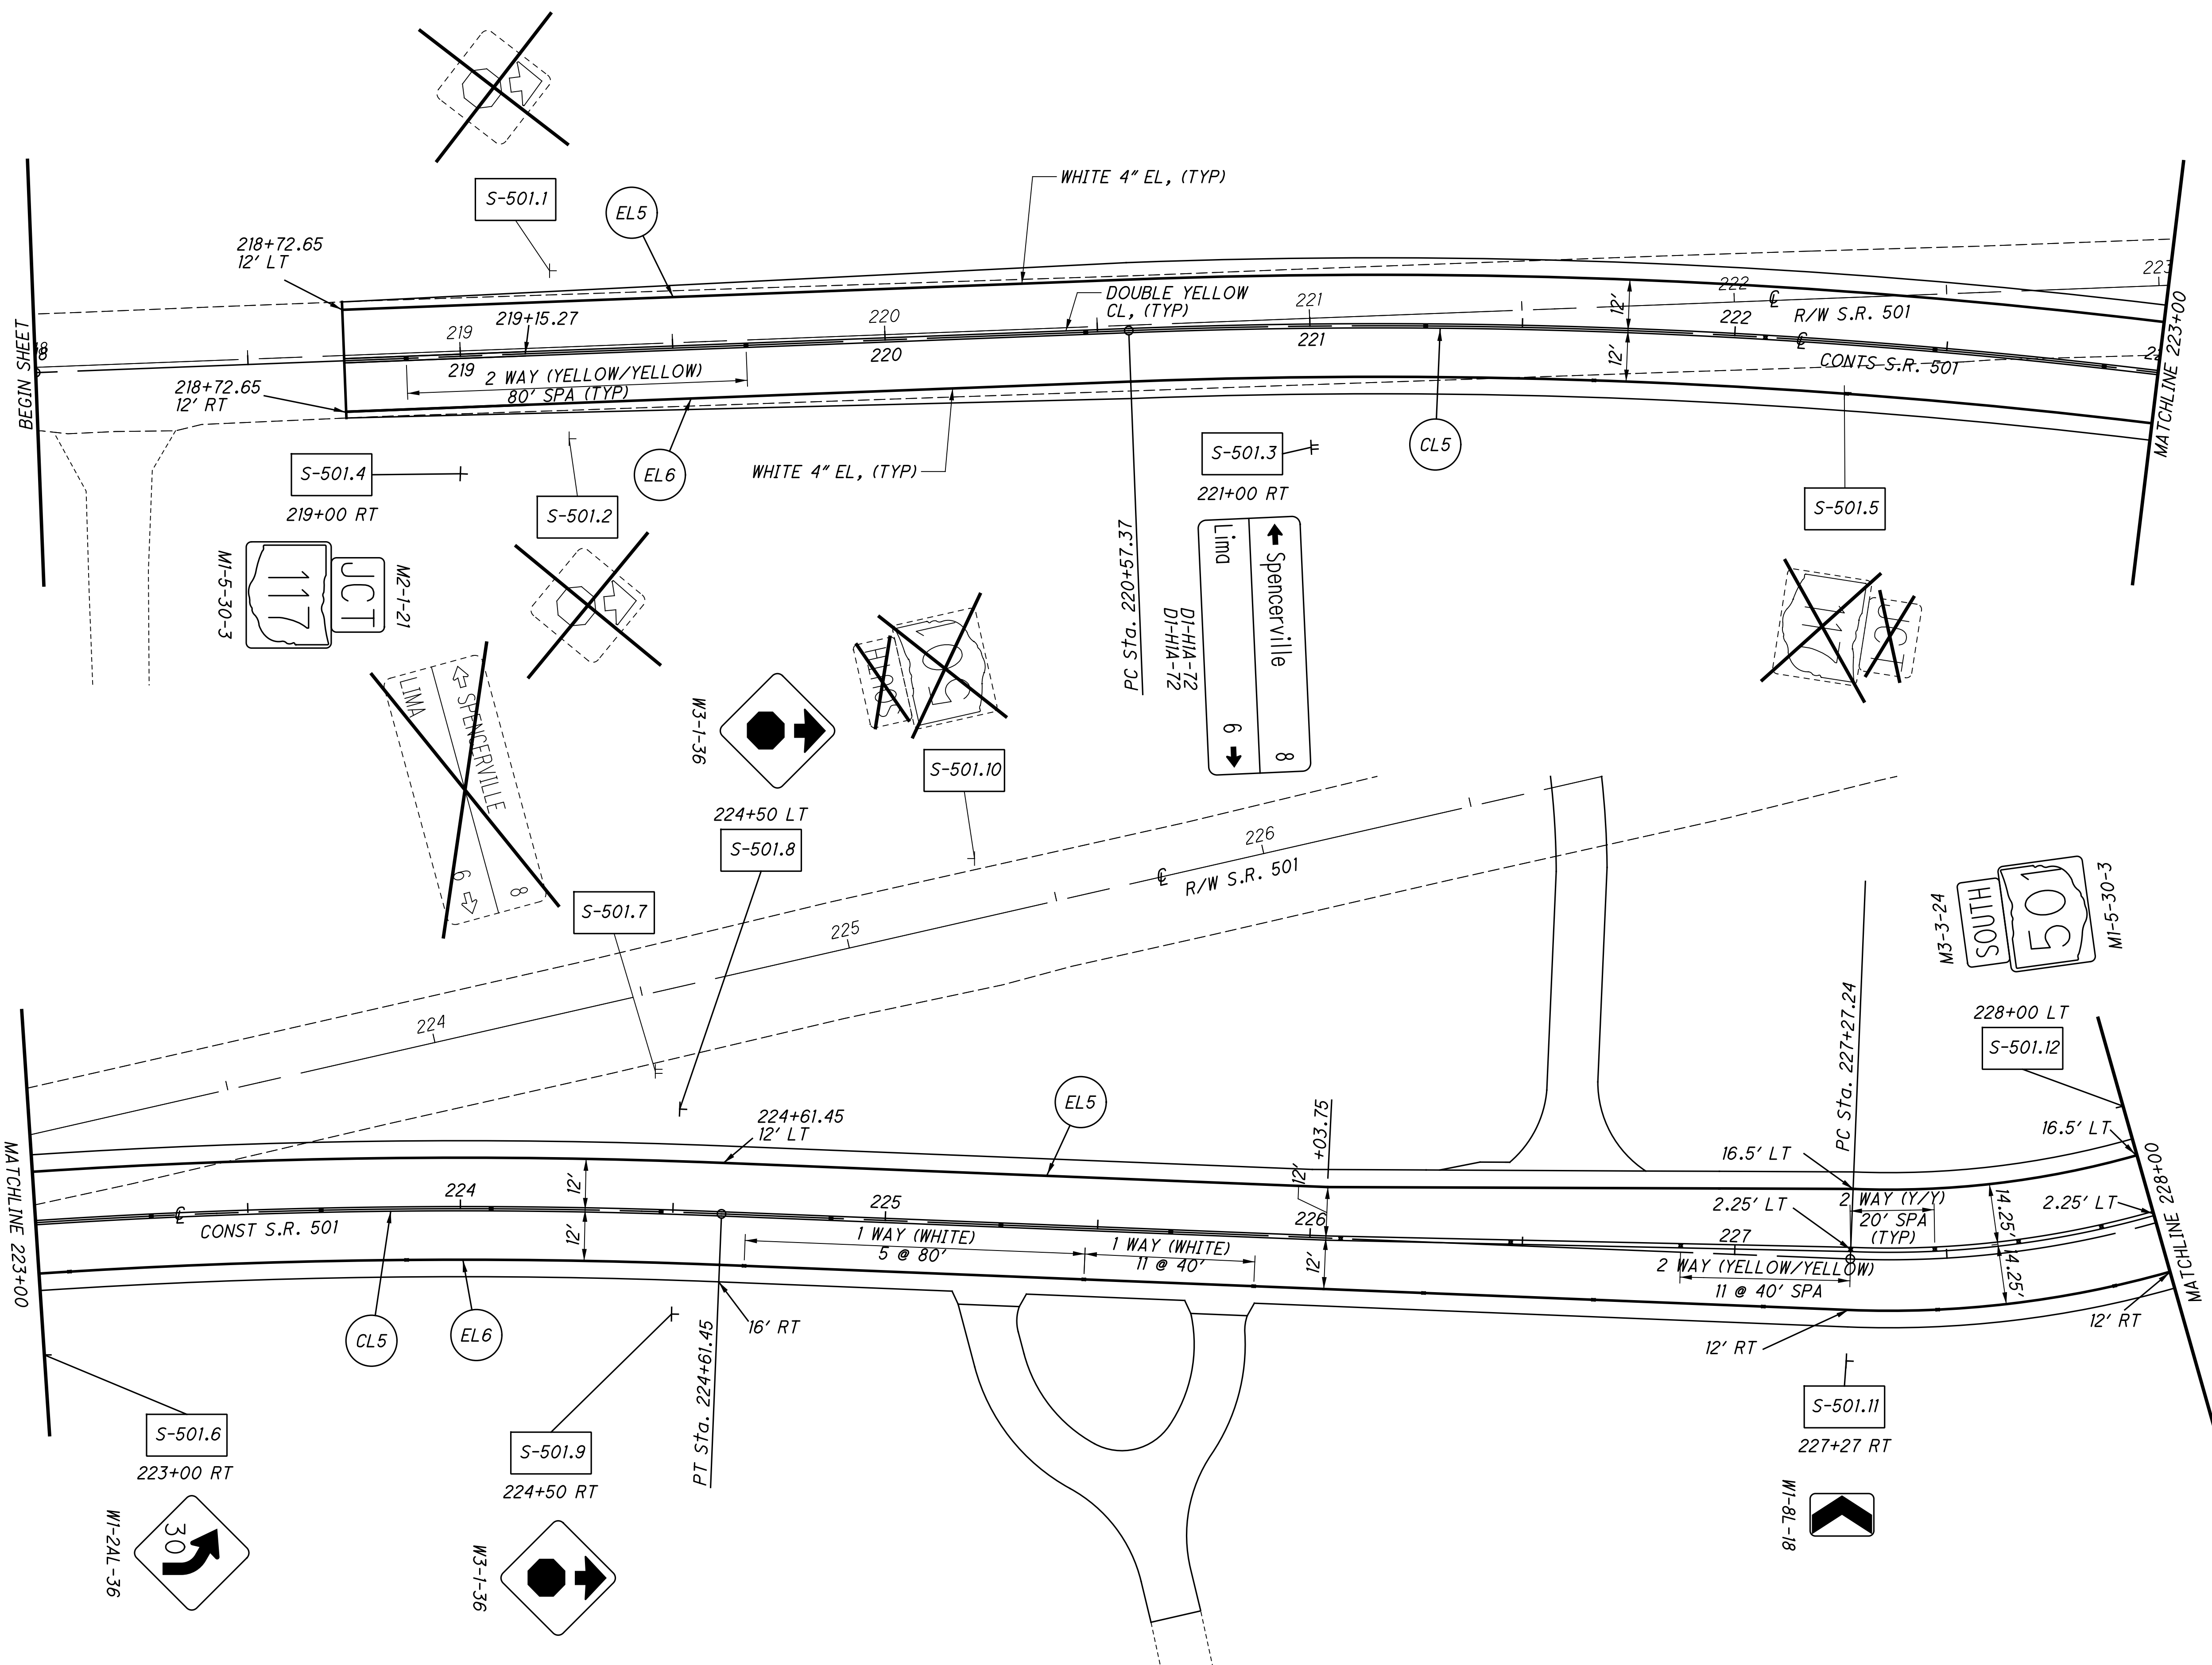 S-501.1
EL5
WHITE 4" EL, (TYP)
218+72.65
12' LT
BEGIN SHEET
219+15.27
DOUBLE YELLOW
CL, (TYP)
219
220
221
222
223
R/W S.R. 501
12'
12'
MATCHLINE 223+00
219
220
221
222
CONTS S.R. 501
2 WAY (YELLOW/YELLOW)
80' SPA (TYP)
218+72.65
12' RT
S-501.4
219+00 RT
S-501.2
EL6
WHITE 4" EL, (TYP)
S-501.3
221+00 RT
CL5
S-501.5
M1-5-30-3
117
JCT
M2-1-21
PC Sta. 220+57.37
D1-H1A-72
D1-H1A-72
Spencerville 8
Lima 6
JCT
117
SPENCERVILLE 8
LIMA 6
W3-1-36
224+50 LT
S-501.8
SOUTH
501
S-501.10
S-501.7
224
225
226
R/W S.R. 501
M3-3-24
SOUTH
501
M1-5-30-3
228+00 LT
S-501.12
PC Sta. 227+27.24
MATCHLINE 223+00
EL5
224+61.45
12' LT
+03.75
12'
12'
12'
12'
16.5' LT
16.5' LT
2.25' LT
2.25' LT
2 WAY (Y/Y)
20' SPA
(TYP)
14.25'
14.25'
MATCHLINE 228+00
CONST S.R. 501
224
225
226
227
1 WAY (WHITE)
5 @ 80'
1 WAY (WHITE)
11 @ 40'
2 WAY (YELLOW/YELLOW)
11 @ 40' SPA
CL5
EL6
16' RT
12' RT
12' RT
PT Sta. 224+61.45
S-501.6
223+00 RT
W1-2AL-36
30
S-501.9
224+50 RT
W3-1-36
S-501.11
227+27 RT
W1-8L-18